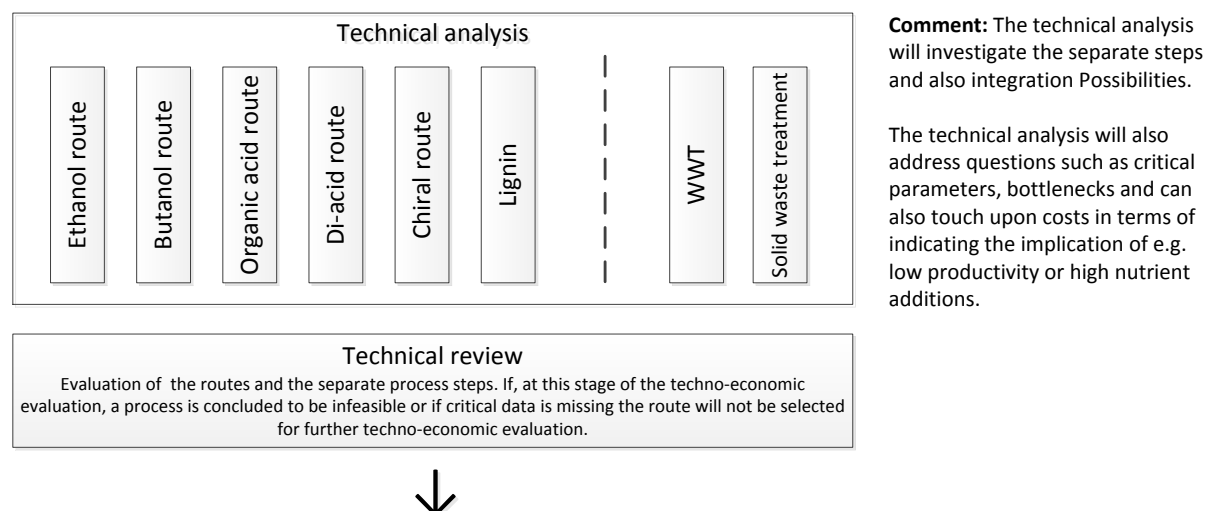 Technical analysis
Ethanol route
Butanol route
Organic acid route
Di-acid route
Chiral route
Lignin
WWT
Solid waste treatment
Comment: The technical analysis
will investigate the separate steps
and also integration Possibilities.
The technical analysis will also
address questions such as critical
parameters, bottlenecks and can
also touch upon costs in terms of
indicating the implication of e.g.
low productivity or high nutrient
additions.
Technical review
Evaluation of the routes and the separate process steps. If, at this stage of the techno-economic
evaluation, a process is concluded to be infeasible or if critical data is missing the route will not be selected
for further techno-economic evaluation.